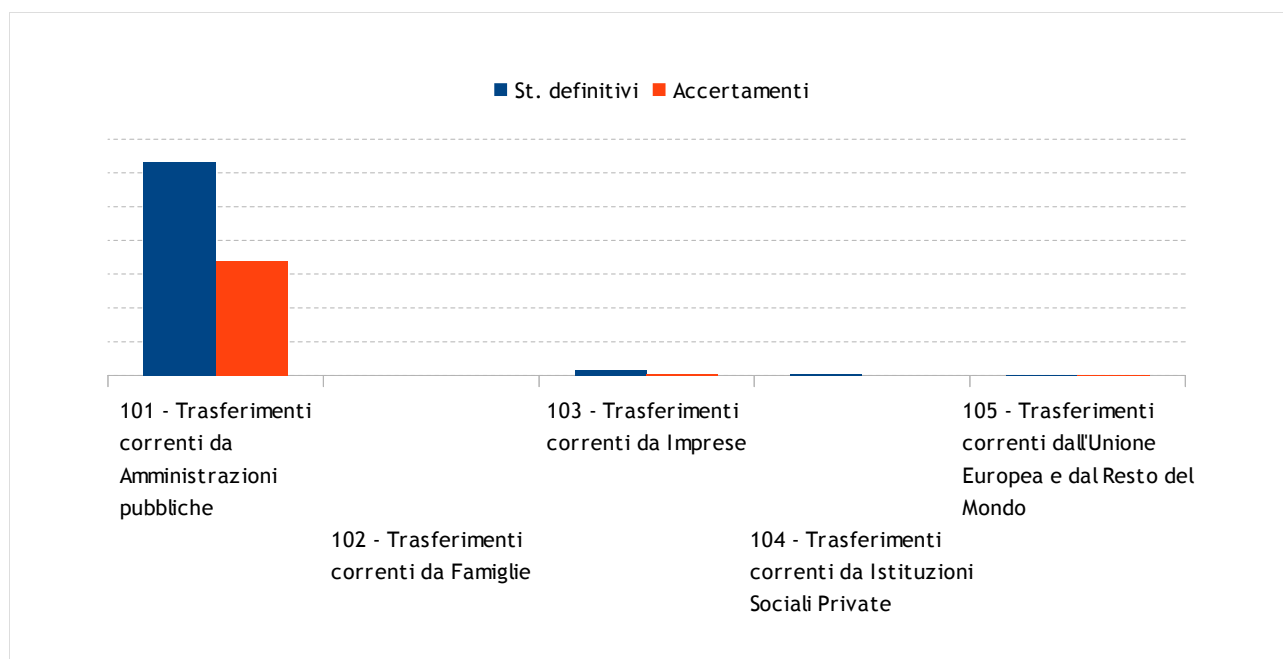 St. definitivi Accertamenti
101 - Trasferimenti
correnti da
Amministrazioni
pubbliche
102 - Trasferimenti
correnti da Famiglie
103 - Trasferimenti
correnti da Imprese
104 - Trasferimenti
correnti da Istituzioni
Sociali Private
105 - Trasferimenti
correnti dall'Unione
Europea e dal Resto del
Mondo